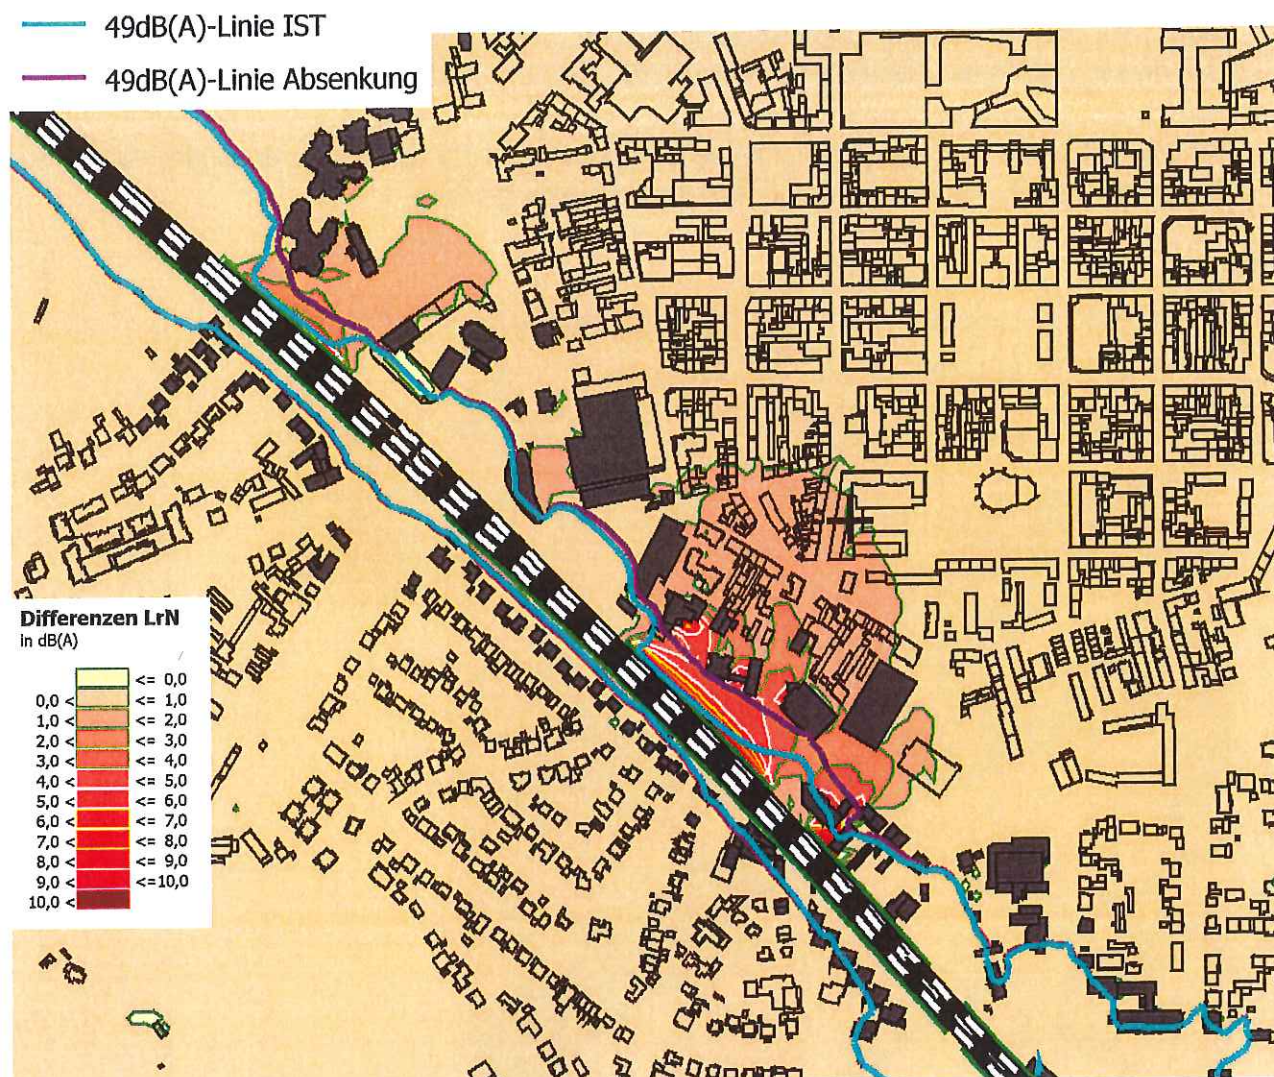 49dB(A)-Linie IST
49dB(A)-Linie Absenkung
Differenzen LrN
in dB(A)
<= 0,0
0,0 < <= 1,0
1,0 < <= 2,0
2,0 < <= 3,0
3,0 < <= 4,0
4,0 < <= 5,0
5,0 < <= 6,0
6,0 < <= 7,0
7,0 < <= 8,0
8,0 < <= 9,0
9,0 < <=10,0
10,0 <